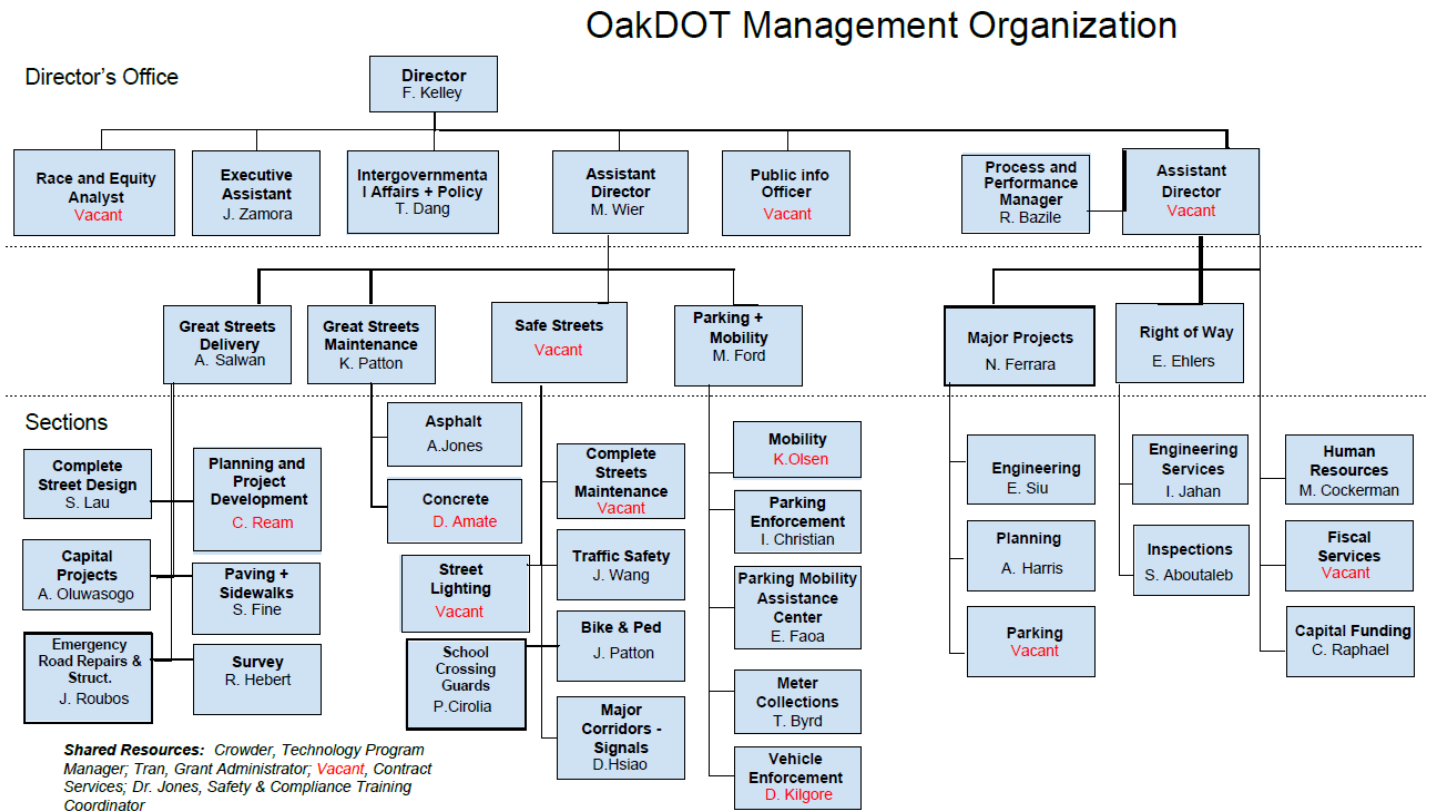 OakDOT Management Organization
Director's Office
Director
F. Kelley
Race and Equity
Analyst
Vacant
Executive
Assistant
J. Zamora
Intergovernmenta
l Affairs + Policy
T. Dang
Assistant
Director
M. Wier
Public info
Officer
Vacant
Process and
Performance
Manager
R. Bazile
Assistant
Director
Vacant
Great Streets
Delivery
A. Salwan
Great Streets
Maintenance
K. Patton
Safe Streets
Vacant
Parking +
Mobility
M. Ford
Major Projects
N. Ferrara
Right of Way
E. Ehlers
Sections
Complete
Street Design
S. Lau
Planning and
Project
Development
C. Ream
Capital
Projects
A. Oluwasogo
Paving +
Sidewalks
S. Fine
Emergency
Road Repairs &
Struct.
J. Roubos
Survey
R. Hebert
Asphalt
A.Jones
Concrete
D. Amate
Street
Lighting
Vacant
School
Crossing
Guards
P.Cirolia
Complete
Streets
Maintenance
Vacant
Traffic Safety
J. Wang
Bike & Ped
J. Patton
Major
Corridors -
Signals
D.Hsiao
Mobility
K.Olsen
Parking
Enforcement
I. Christian
Parking Mobility
Assistance
Center
E. Faoa
Meter
Collections
T. Byrd
Vehicle
Enforcement
D. Kilgore
Engineering
E. Siu
Planning
A. Harris
Parking
Vacant
Engineering
Services
I. Jahan
Inspections
S. Aboutaleb
Human
Resources
M. Cockerman
Fiscal
Services
Vacant
Capital Funding
C. Raphael
Shared Resources: Crowder, Technology Program
Manager; Tran, Grant Administrator; Vacant, Contract
Services; Dr. Jones, Safety & Compliance Training
Coordinator